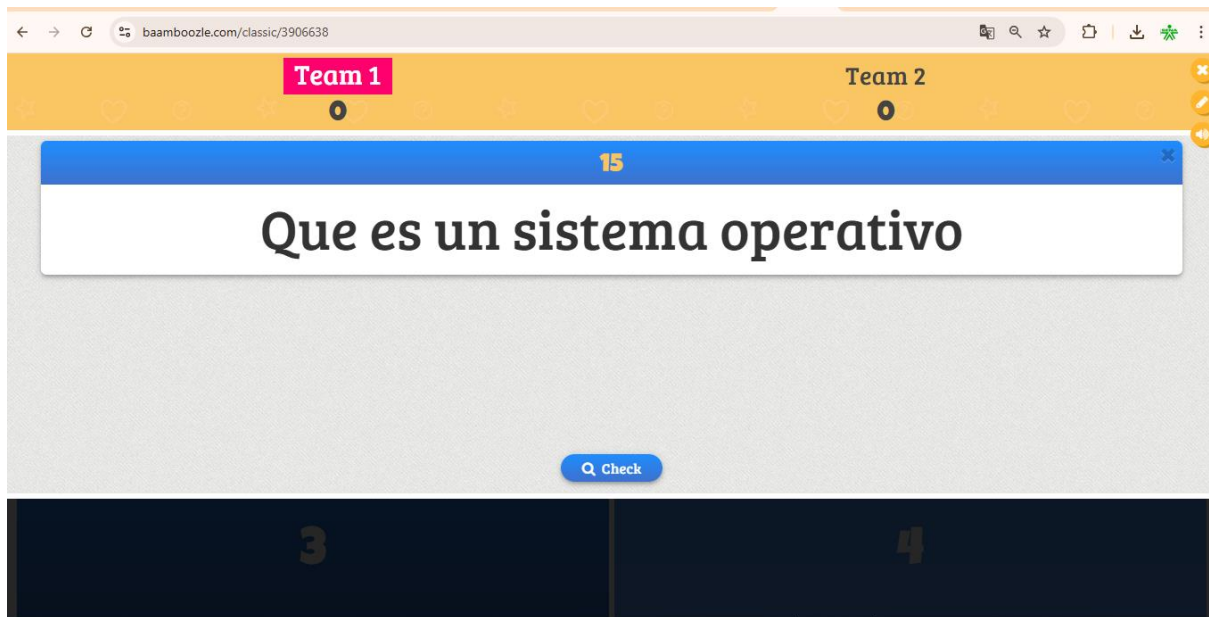 baamboozle.com/classic/3906638
Team 1
Team 2
0
0
15
Que es un sistema operativo
Check
3
4